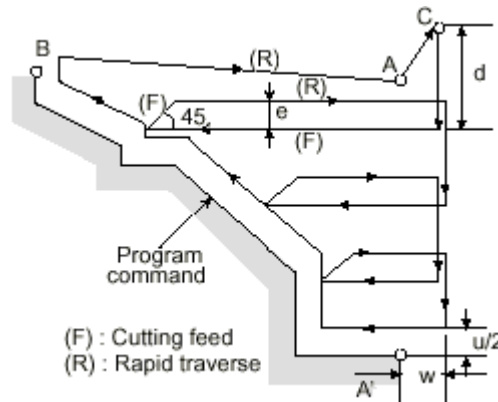 C
B
(R)
A
(R)
d
(F)
45
e
(F)
Program
command
(F) : Cutting feed
(R) : Rapid traverse
u/2
A'
w